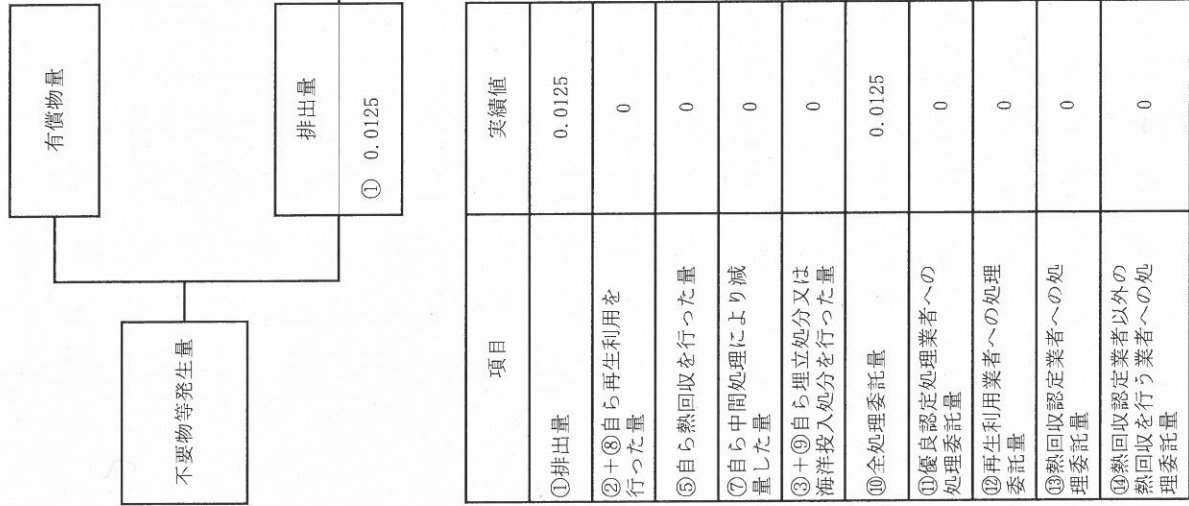 有償物量
不要物等発生量
排出量
① 0.0125
項目
実績値
①排出量
0.0125
②+⑧自ら再生利用を
行った量
0
⑤自ら熱回収を行った量
0
⑦自ら中間処理により減
量した量
0
③+⑨自ら埋立処分又は
海洋投入処分を行った量
0
⑩全処理委託量
0.0125
⑪優良認定処理業者への
処理委託量
0
⑫再生利用業者への処理
委託量
0
⑬熱回収認定業者への処
理委託量
0
⑭熱回収認定業者以外の
熱回収を行う業者への処
理委託量
0